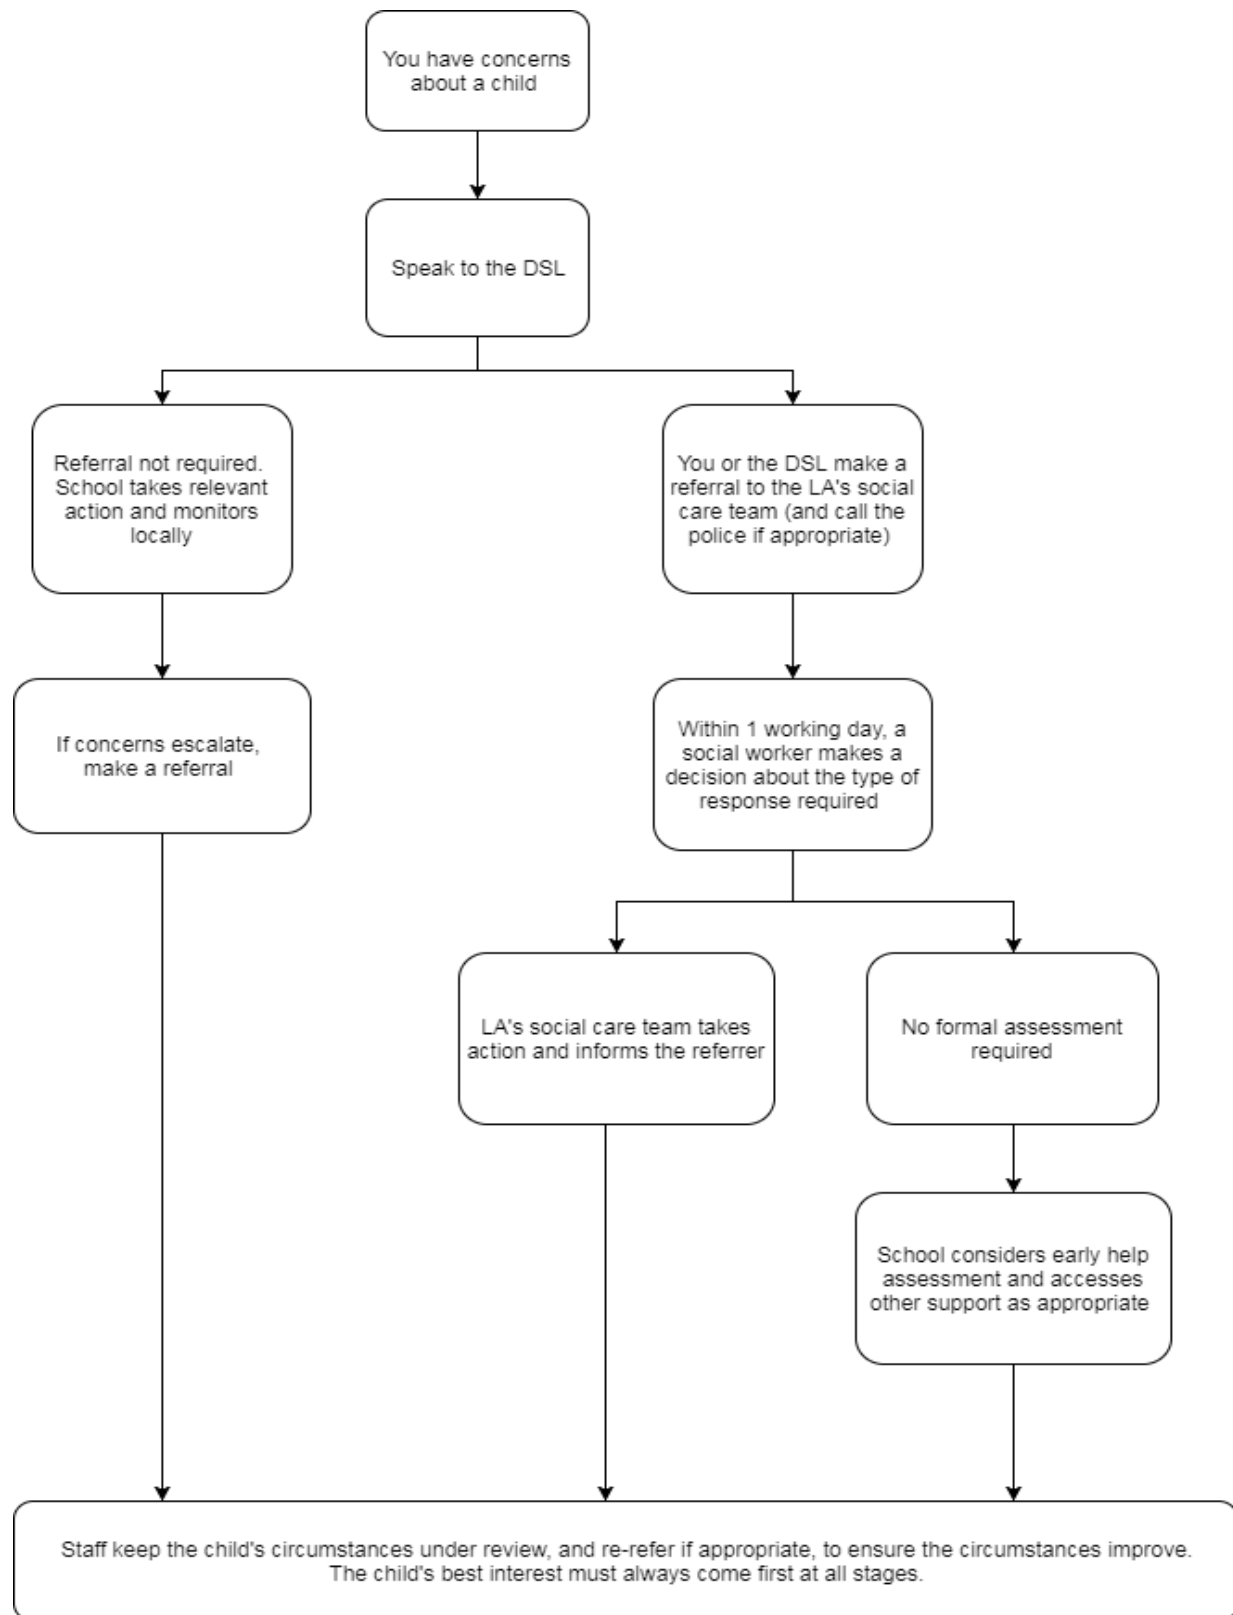 You have concerns
about a child
Speak to the DSL
Referral not required.
School takes relevant
action and monitors
locally
You or the DSL make a
referral to the LA's social
care team (and call the
police if appropriate)
If concerns escalate,
make a referral
Within 1 working day, a
social worker makes a
decision about the type of
response required
LA's social care team takes
action and informs the referrer
No formal assessment
required
School considers early help
assessment and accesses
other support as appropriate
Staff keep the child's circumstances under review, and re-refer if appropriate, to ensure the circumstances improve.
The child's best interest must always come first at all stages.